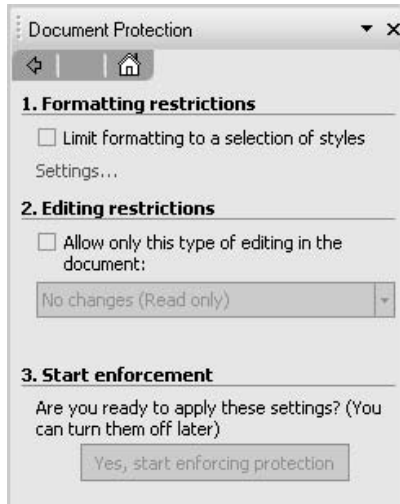 Document Protection
1. Formatting restrictions
Limit formatting to a selection of styles
Settings...
2. Editing restrictions
Allow only this type of editing in the
document:
No changes (Read only)
3. Start enforcement
Are you ready to apply these settings? (You
can turn them off later)
Yes, start enforcing protection